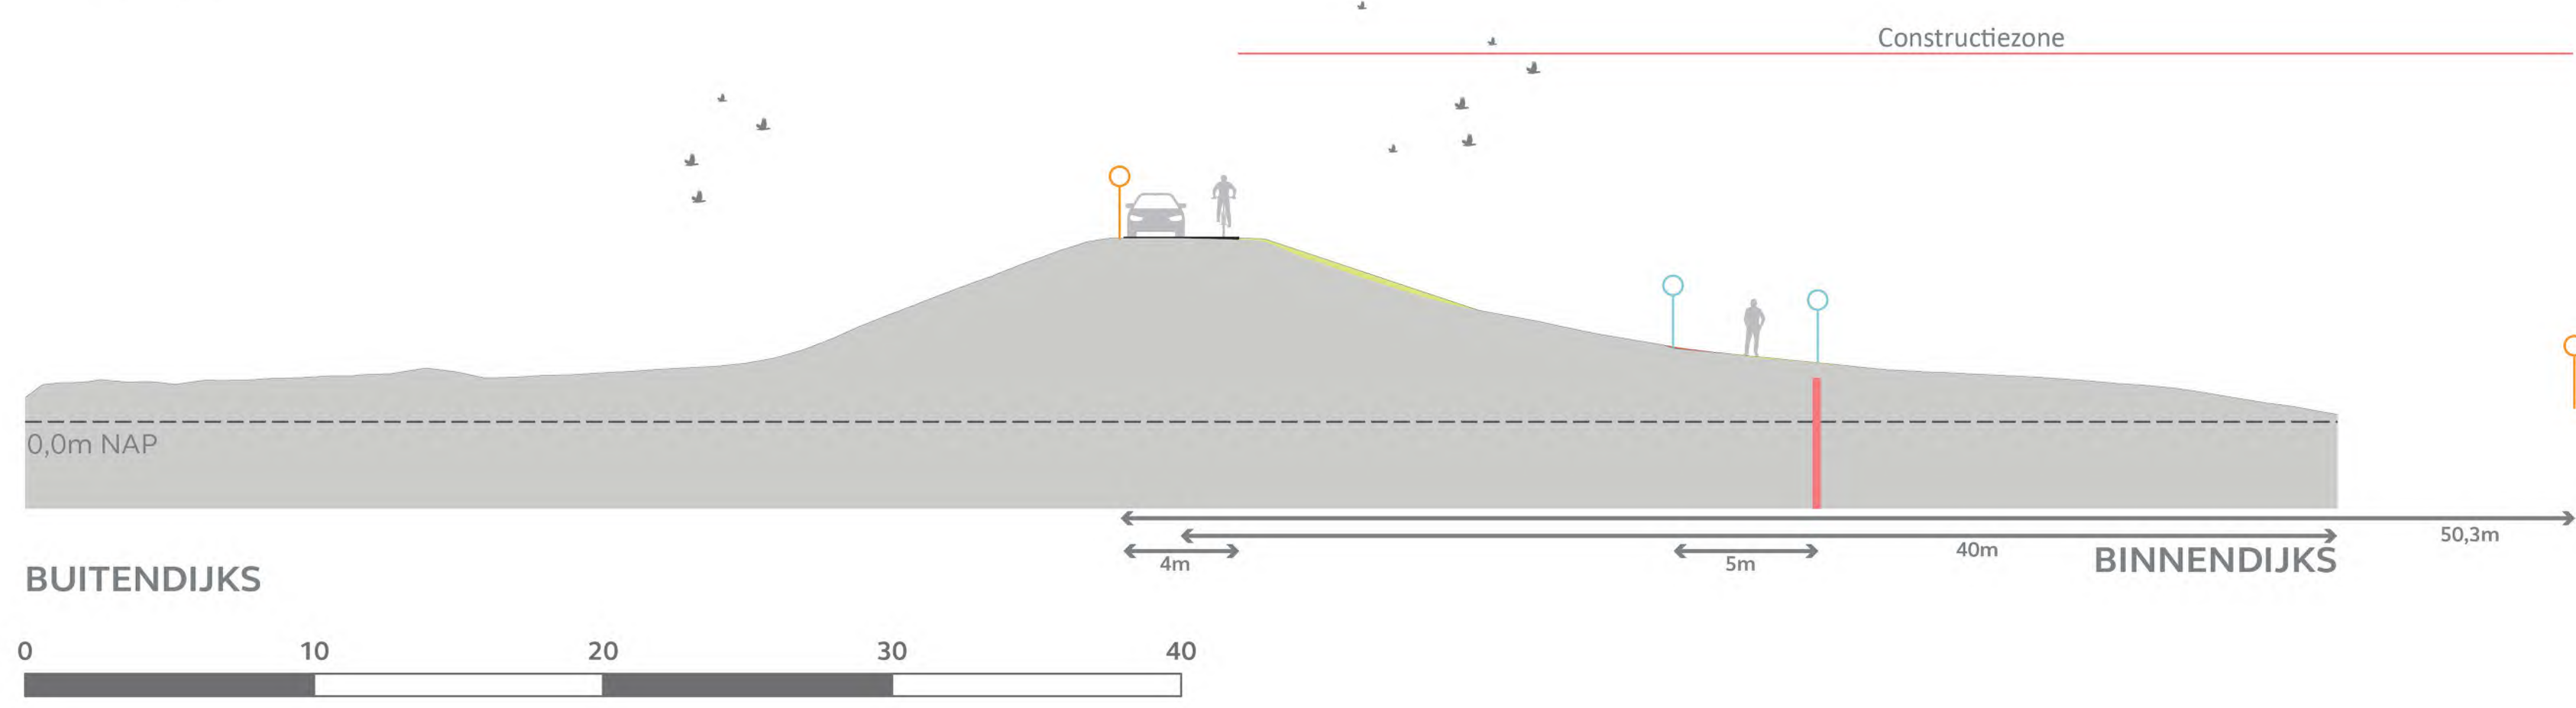 Constructiezone
0,0m NAP
50,3m
4m
5m
40m
BINNENDIJKS
BUITENDIJKS
0 10 20 30 40